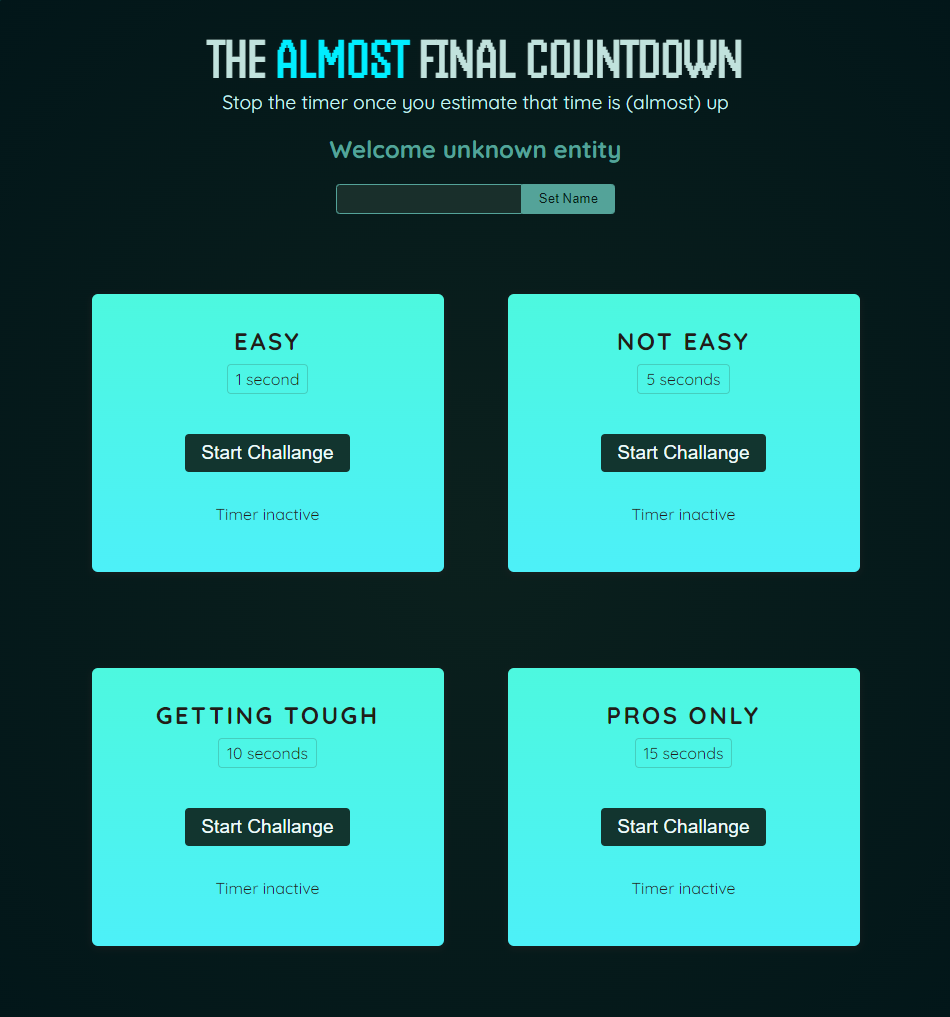 THE ALMOST FINAL COUNTDOWN
Stop the timer once you estimate that time is (almost) up
Welcome unknown entity
Set Name
EASY
1 second
Start Challange
Timer inactive
NOT EASY
5 seconds
Start Challange
Timer inactive
GETTING TOUGH
10 seconds
Start Challange
Timer inactive
PROS ONLY
15 seconds
Start Challange
Timer inactive